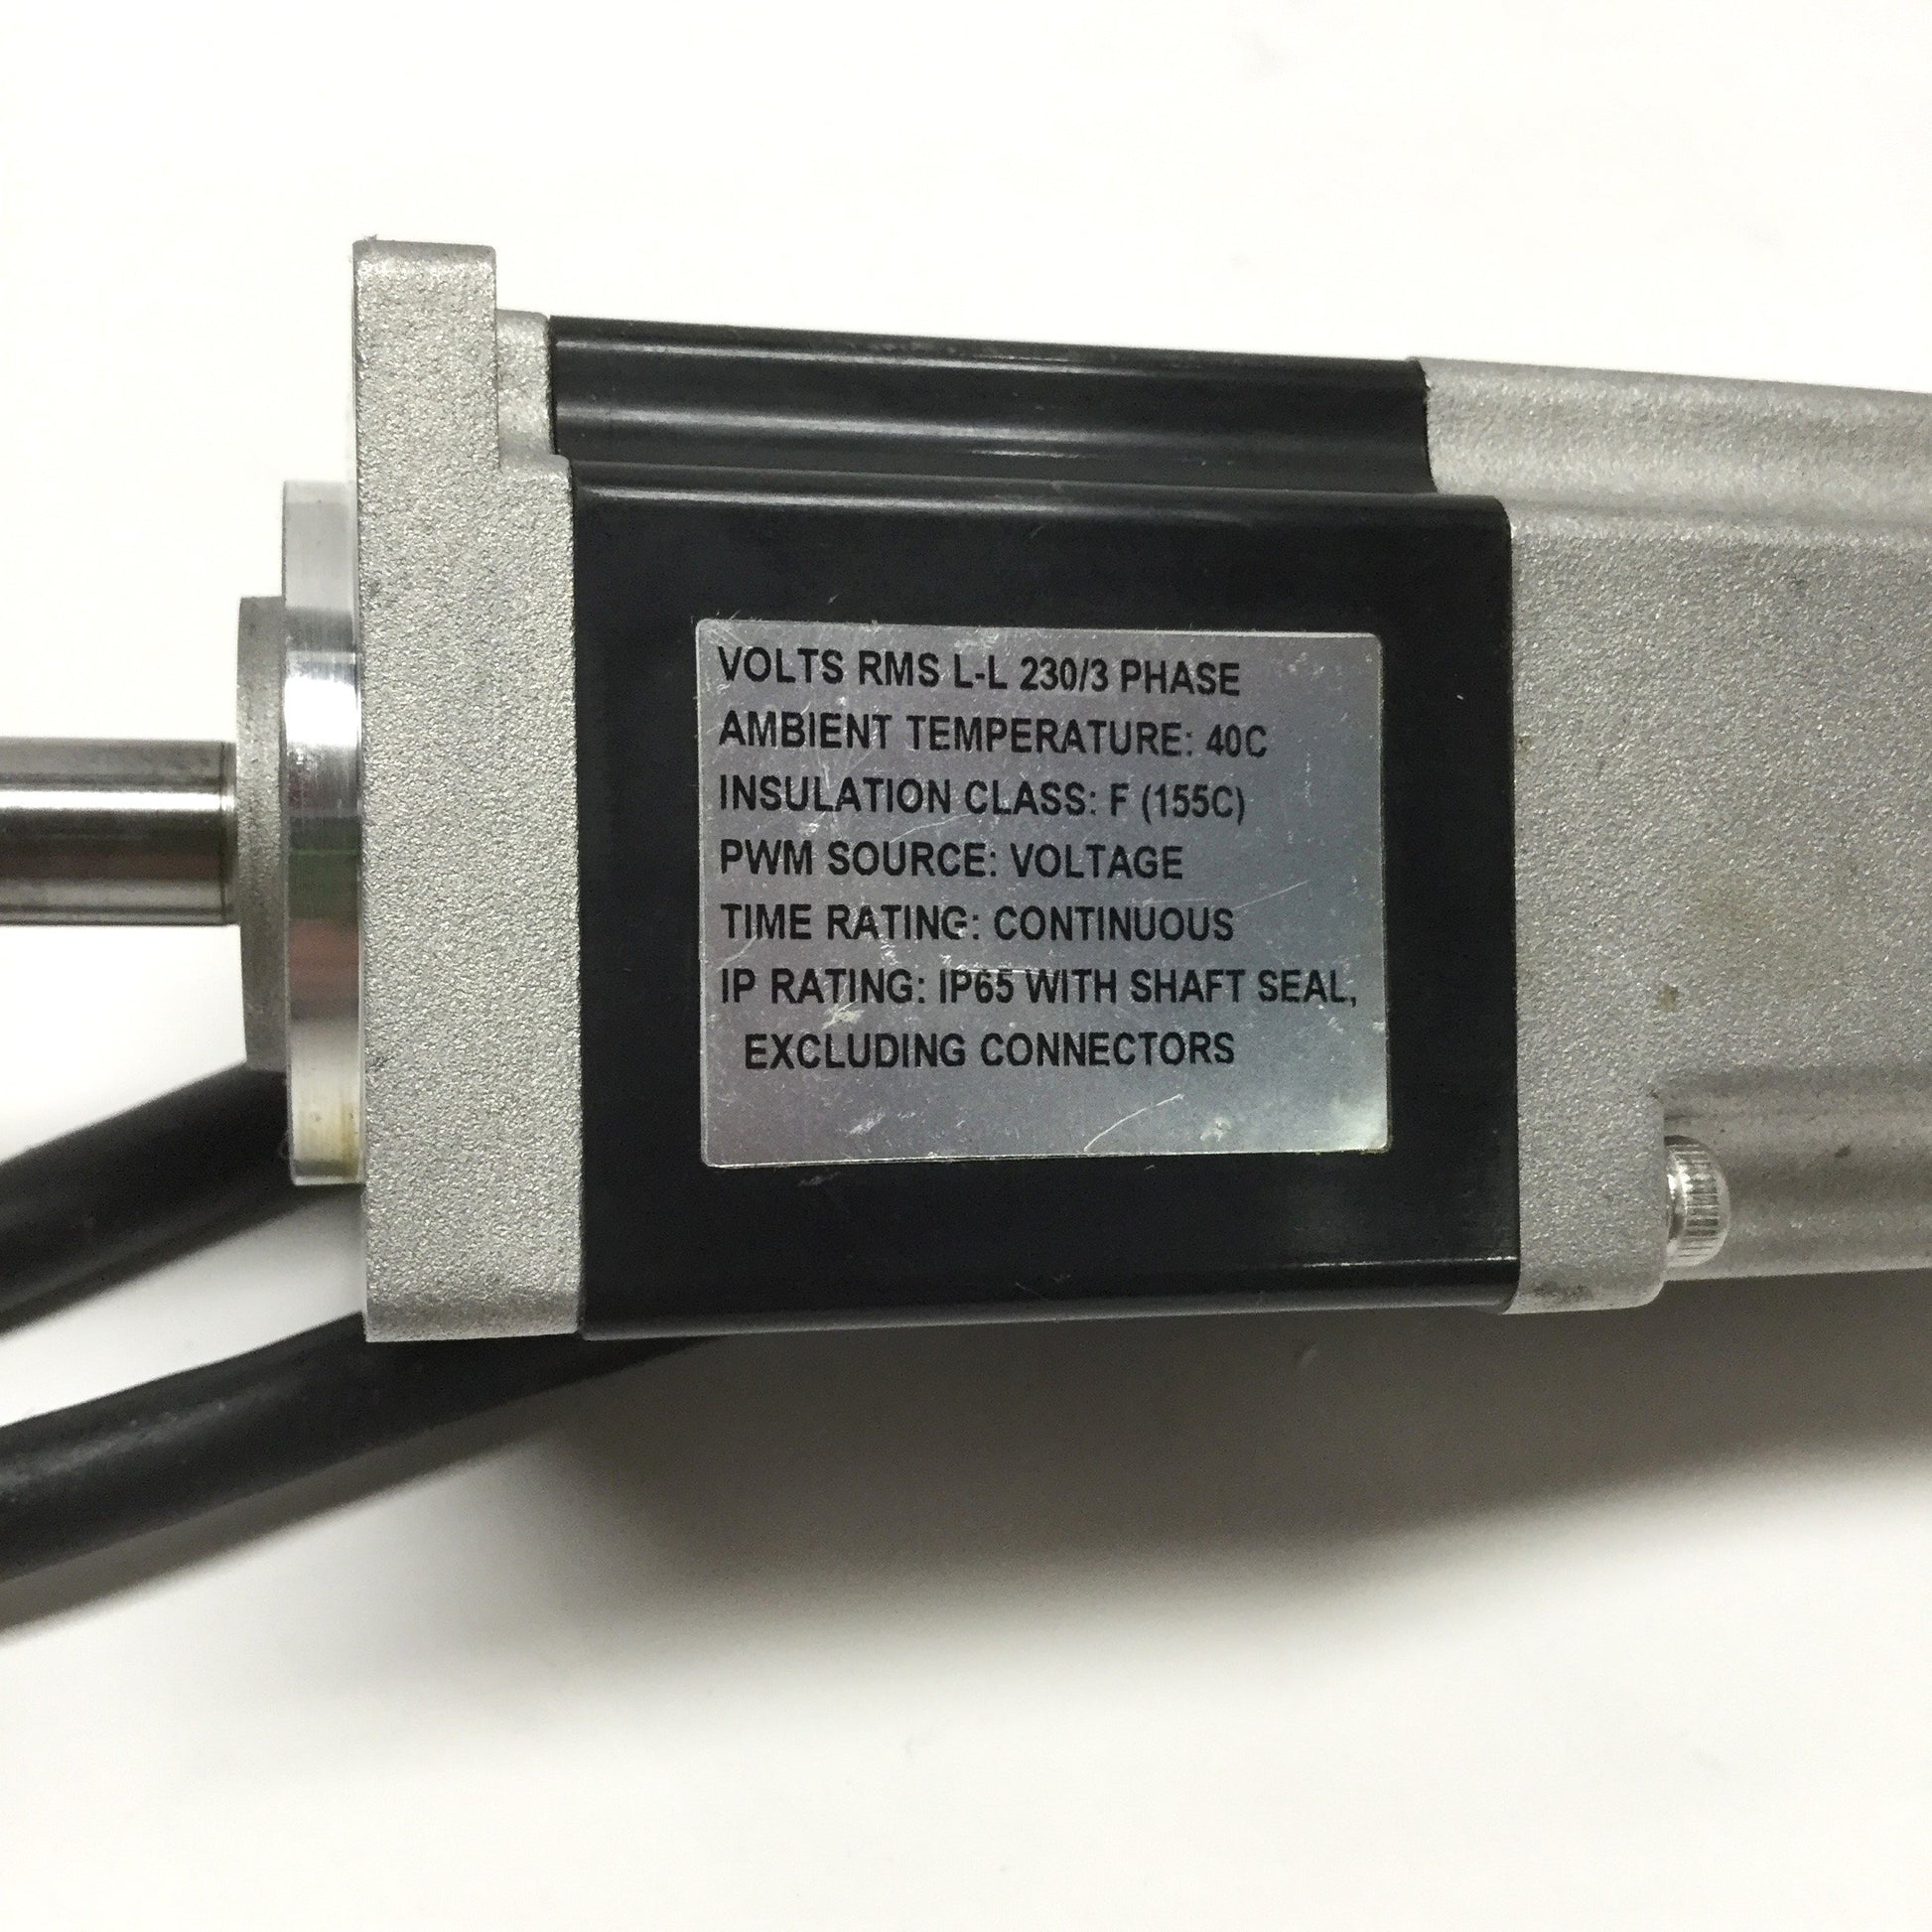 VOLTS RMS L-L 230/3 PHASE
AMBIENT TEMPERATURE: 40C
INSULATION CLASS: F (155C)
PWM SOURCE: VOLTAGE
TIME RATING: CONTINUOUS
IP RATING: IP65 WITH SHAFT SEAL,
EXCLUDING CONNECTORS